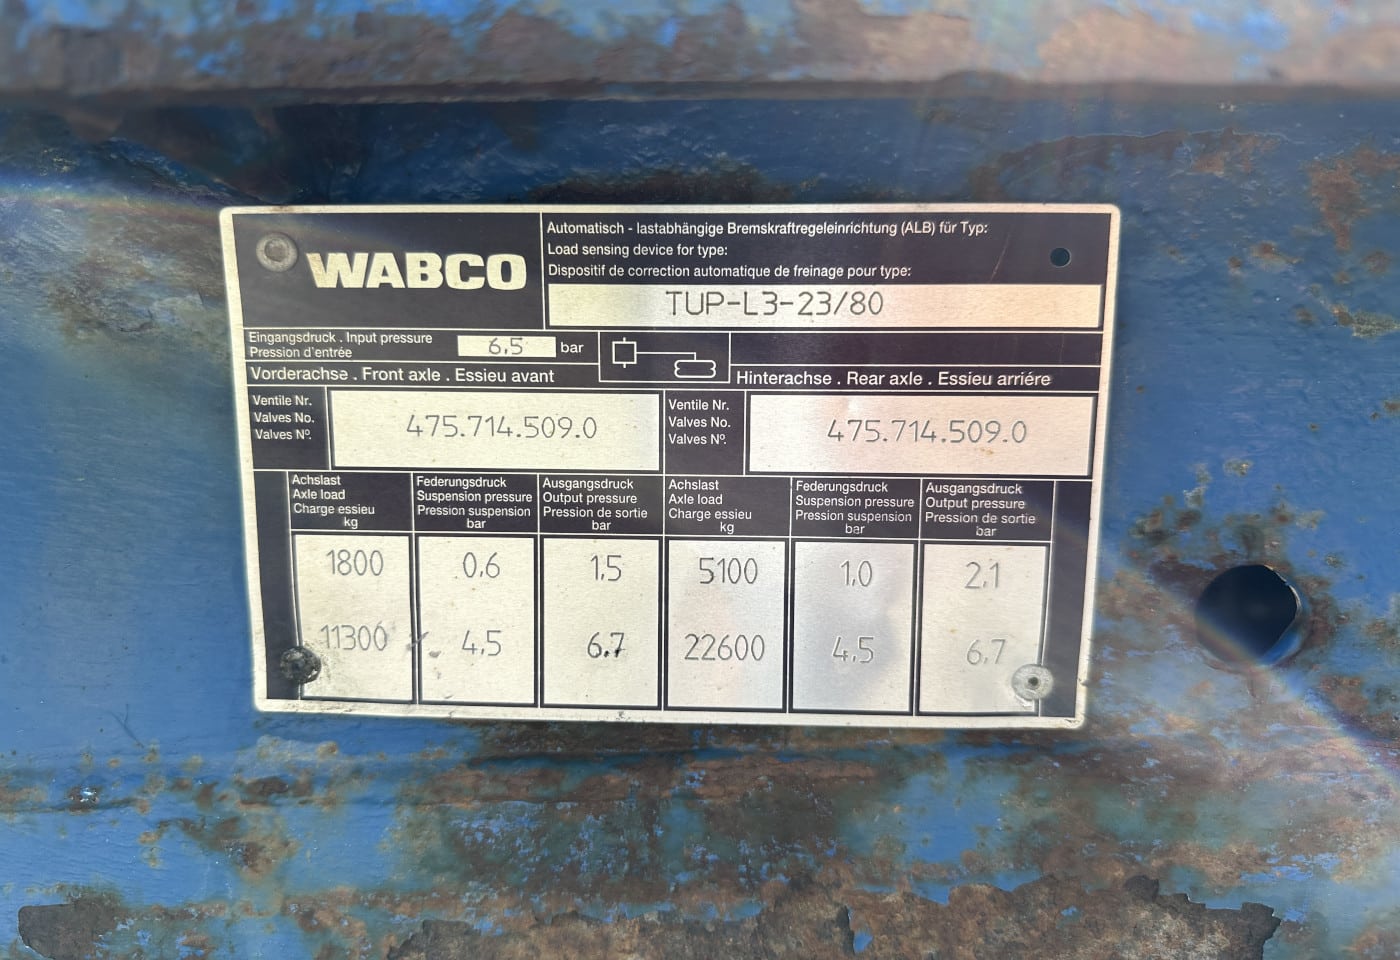 WABCO
Automatisch - lastabhängige Bremskraftregeleinrichtung (ALB) für Typ:
Load sensing device for type:
Dispositif de correction automatique de freinage pour type:
TUP-L3-23/80
Eingangsdruck . Input pressure
Pression d'entrée
6,5 bar
Vorderachse . Front axle . Essieu avant
Hinterachse . Rear axle . Essieu arriére
Ventile Nr.
Valves No.
Valves Nº.
475.714.509.0
Ventile Nr.
Valves No.
Valves Nº.
475.714.509.0
Achslast
Axle load
Charge essieu
kg
Federungsdruck
Suspension pressure
Pression suspension
bar
Ausgangsdruck
Output pressure
Pression de sortie
bar
Achslast
Axle load
Charge essieu
kg
Federungsdruck
Suspension pressure
Pression suspension
bar
Ausgangsdruck
Output pressure
Pression de sortie
bar
1800 0,6 1,5 5100 1,0 2,1
11300 4,5 6,7 22600 4,5 6,7